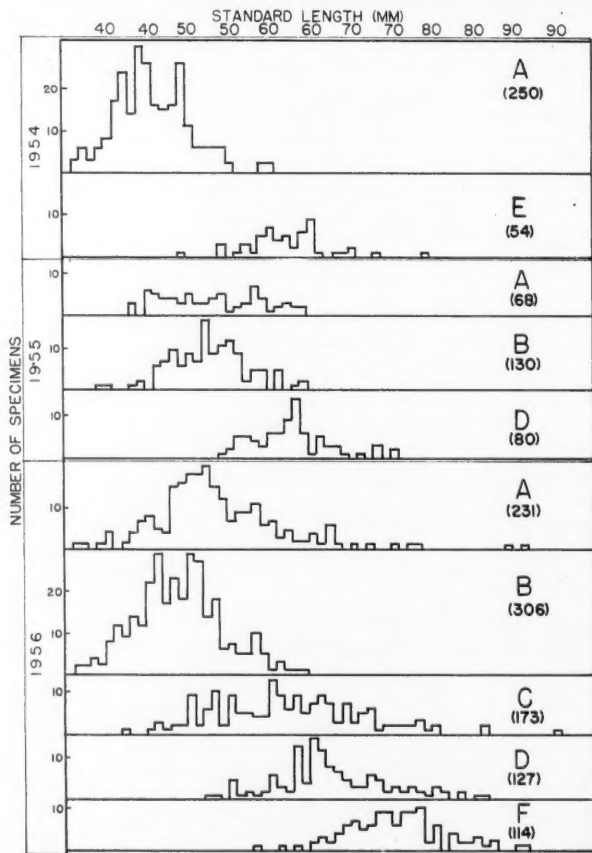 STANDARD LENGTH (MM)
40 40 50 50 60 60 70 70 80 90 90
NUMBER OF SPECIMENS
1954
20
10
A
(250)
10
E
(54)
1955
10
A
(68)
10
B
(130)
10
D
(80)
1956
10
A
(231)
20
10
B
(306)
10
C
(173)
10
D
(127)
10
F
(114)